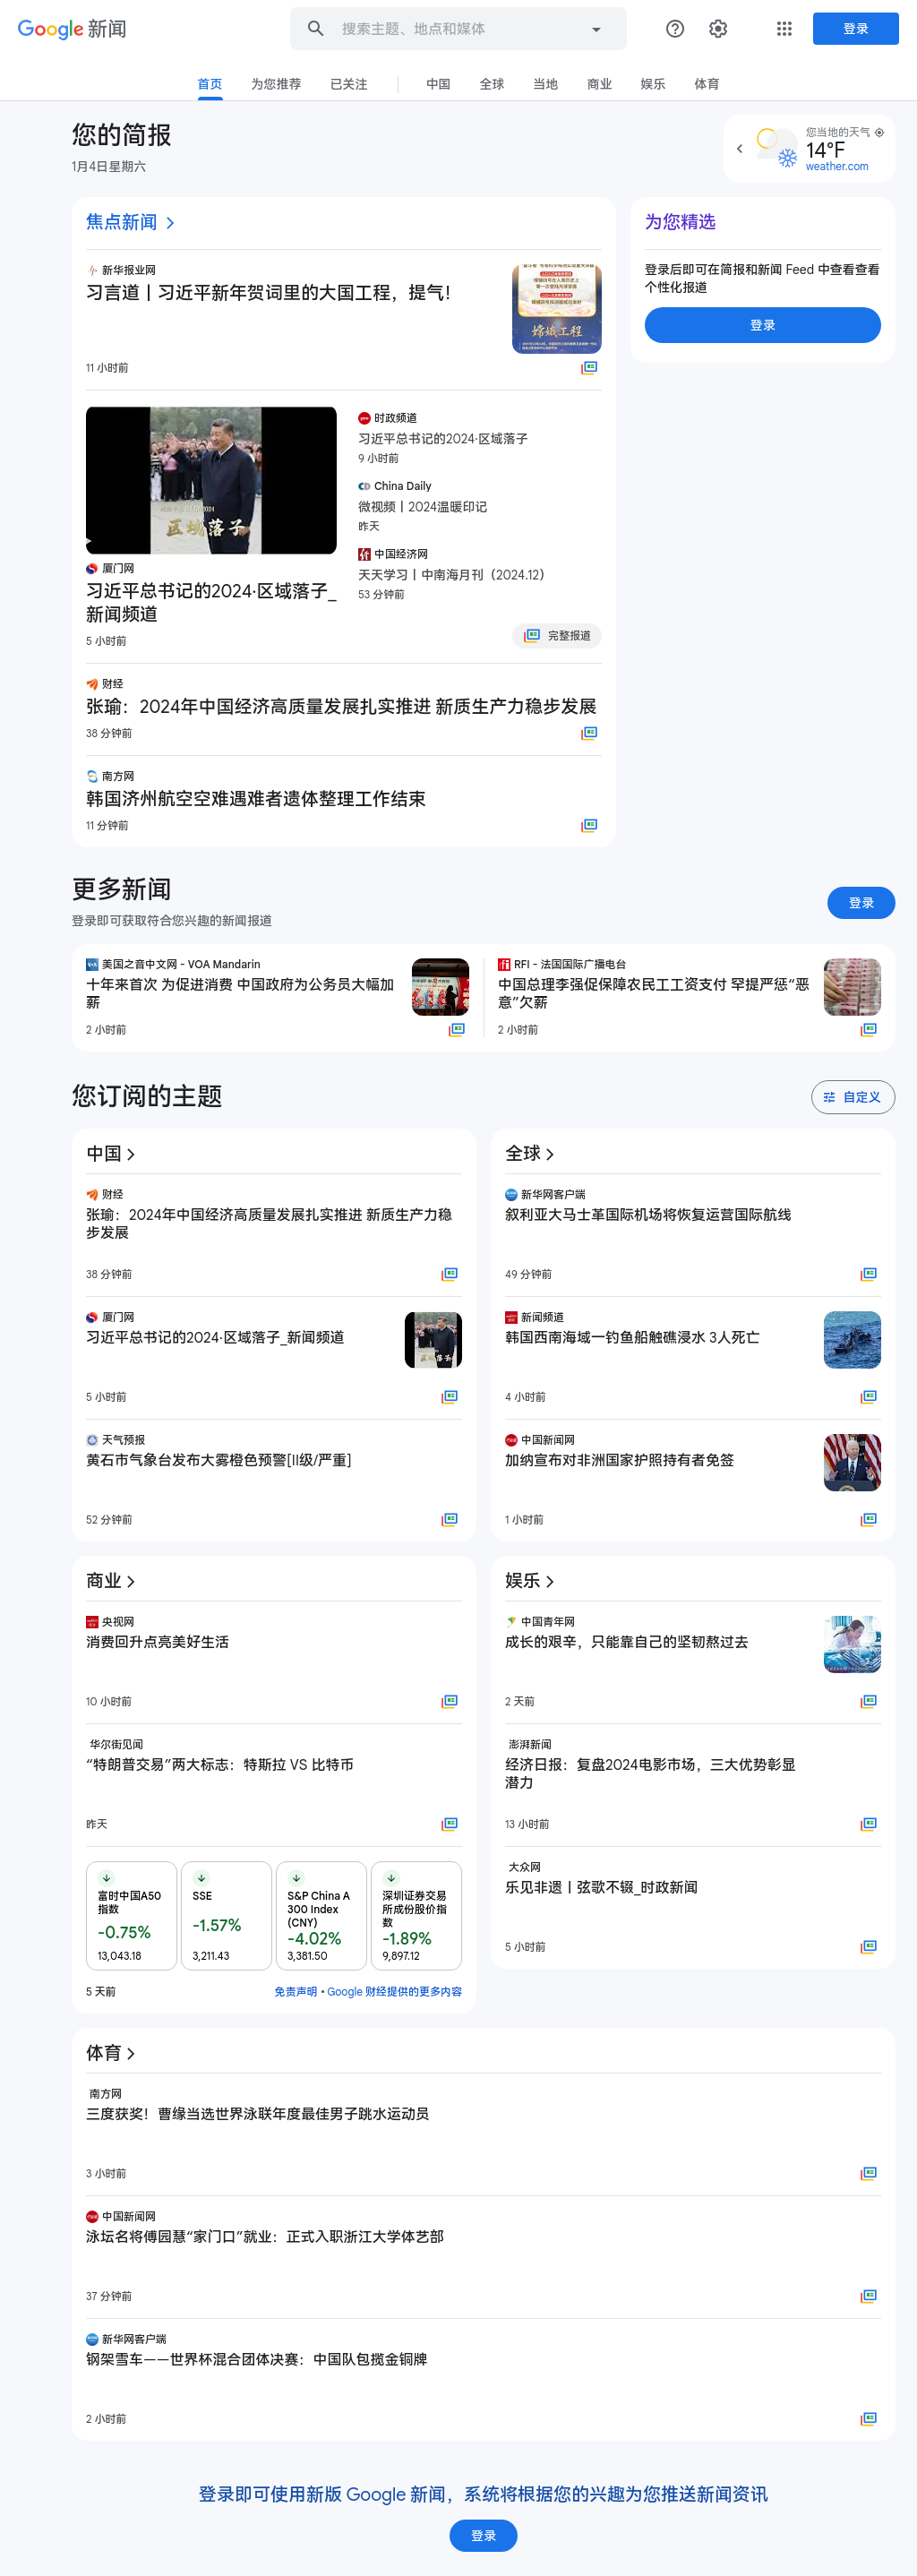 Google 新闻
搜索主题、地点和媒体
登录
首页
为您推荐
已关注
中国
全球
当地
商业
娱乐
体育
您的简报
1月4日星期六
您当地的天气
14°F
weather.com
焦点新闻
新华报业网
习言道丨习近平新年贺词里的大国工程，提气！
嫦娥工程
11 小时前
为您精选
登录后即可在简报和新闻 Feed 中查看查看
个性化报道
登录
区域落子
厦门网
习近平总书记的2024·区域落子_
新闻频道
5 小时前
时政频道
习近平总书记的2024·区域落子
9 小时前
China Daily
微视频丨2024温暖印记
昨天
中国经济网
天天学习丨中南海月刊（2024.12）
53 分钟前
完整报道
财经
张瑜：2024年中国经济高质量发展扎实推进 新质生产力稳步发展
38 分钟前
南方网
韩国济州航空空难遇难者遗体整理工作结束
11 分钟前
更多新闻
登录即可获取符合您兴趣的新闻报道
登录
美国之音中文网 - VOA Mandarin
十年来首次 为促进消费 中国政府为公务员大幅加
薪
2 小时前
RFI - 法国国际广播电台
中国总理李强促保障农民工工资支付 罕提严惩“恶
意”欠薪
2 小时前
您订阅的主题
自定义
中国
财经
张瑜：2024年中国经济高质量发展扎实推进 新质生产力稳
步发展
38 分钟前
厦门网
习近平总书记的2024·区域落子_新闻频道
区域落子
5 小时前
天气预报
黄石市气象台发布大雾橙色预警[II级/严重]
52 分钟前
全球
新华网客户端
叙利亚大马士革国际机场将恢复运营国际航线
49 分钟前
新闻频道
韩国西南海域一钓鱼船触礁浸水 3人死亡
4 小时前
中国新闻网
加纳宣布对非洲国家护照持有者免签
1 小时前
商业
央视网
消费回升点亮美好生活
10 小时前
华尔街见闻
“特朗普交易”两大标志：特斯拉 VS 比特币
昨天
富时中国A50
指数
-0.75%
13,043.18
SSE
-1.57%
3,211.43
S&P China A
300 Index
(CNY)
-4.02%
3,381.50
深圳证券交易
所成份股价指
数
-1.89%
9,897.12
5 天前
免责声明 • Google 财经提供的更多内容
娱乐
中国青年网
成长的艰辛，只能靠自己的坚韧熬过去
2 天前
澎湃新闻
经济日报：复盘2024电影市场，三大优势彰显
潜力
13 小时前
大众网
乐见非遗丨弦歌不辍_时政新闻
5 小时前
体育
南方网
三度获奖！曹缘当选世界泳联年度最佳男子跳水运动员
3 小时前
中国新闻网
泳坛名将傅园慧“家门口”就业：正式入职浙江大学体艺部
37 分钟前
新华网客户端
钢架雪车——世界杯混合团体决赛：中国队包揽金铜牌
2 小时前
登录即可使用新版 Google 新闻，系统将根据您的兴趣为您推送新闻资讯
登录